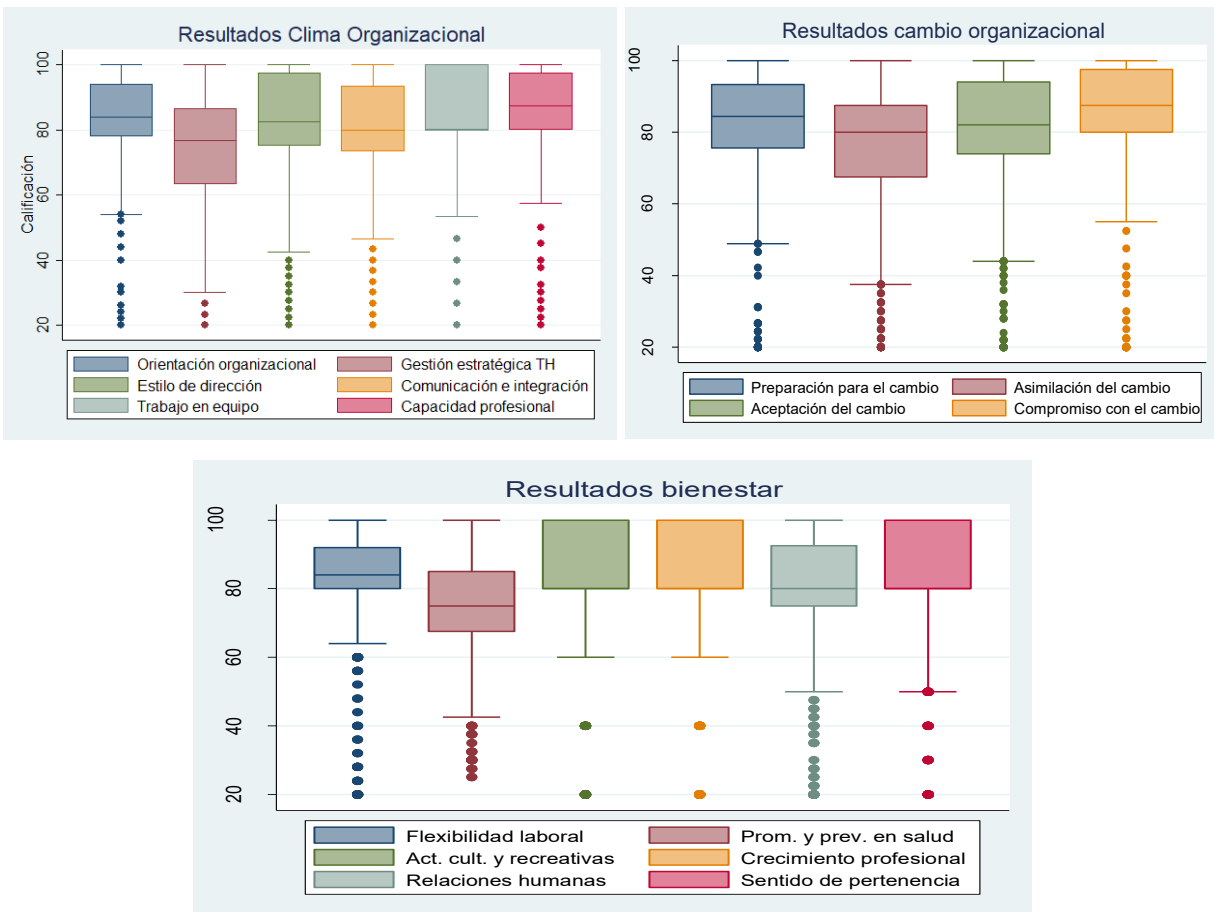 Resultados Clima Organizacional
100
80
60
40
20
Calificación
Orientación organizacional
Gestión estratégica TH
Estilo de dirección
Comunicación e integración
Trabajo en equipo
Capacidad profesional
Resultados cambio organizacional
100
80
60
40
20
Preparación para el cambio
Asimilación del cambio
Aceptación del cambio
Compromiso con el cambio
Resultados bienestar
100
80
60
40
20
Flexibilidad laboral
Prom. y prev. en salud
Act. cult. y recreativas
Crecimiento profesional
Relaciones humanas
Sentido de pertenencia